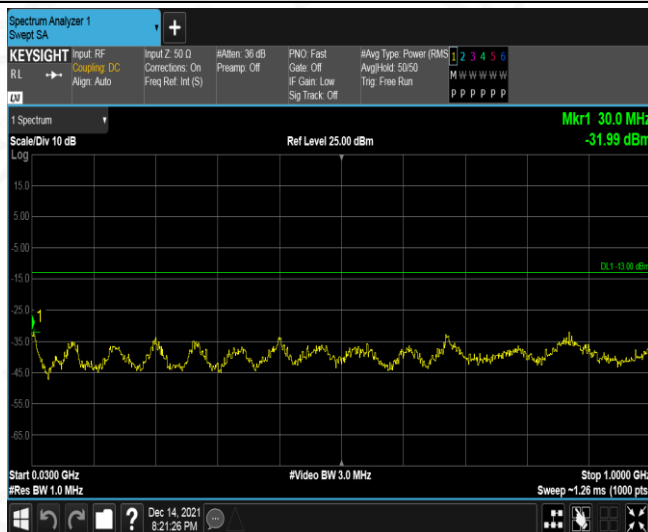 Spectrum Analyzer 1
Swept SA
KEYSIGHT Input: RF Input Z: 50 Ω #Atten: 36 dB PNO: Fast #Avg Type: Power (RMS 1 2 3 4 5 6
RL Coupling: DC Corrections: On Preamp: Off Gate: Off Avg|Hold: 50/50 M W W W W W
Align: Auto Freq Ref: Int (S) IF Gain: Low Trig: Free Run
Sig Track: Off P P P P P P
LXI
1 Spectrum Mkr1 30.0 MHz
Scale/Div 10 dB Ref Level 25.00 dBm -31.99 dBm
Log
15.0
5.00
-5.00
DL1 -13.00 dBm
-15.0
-25.0
1
-35.0
-45.0
-55.0
-65.0
Start 0.0300 GHz #Video BW 3.0 MHz Stop 1.0000 GHz
#Res BW 1.0 MHz Sweep ~1.26 ms (1000 pts
? Dec 14, 2021
8:21:26 PM